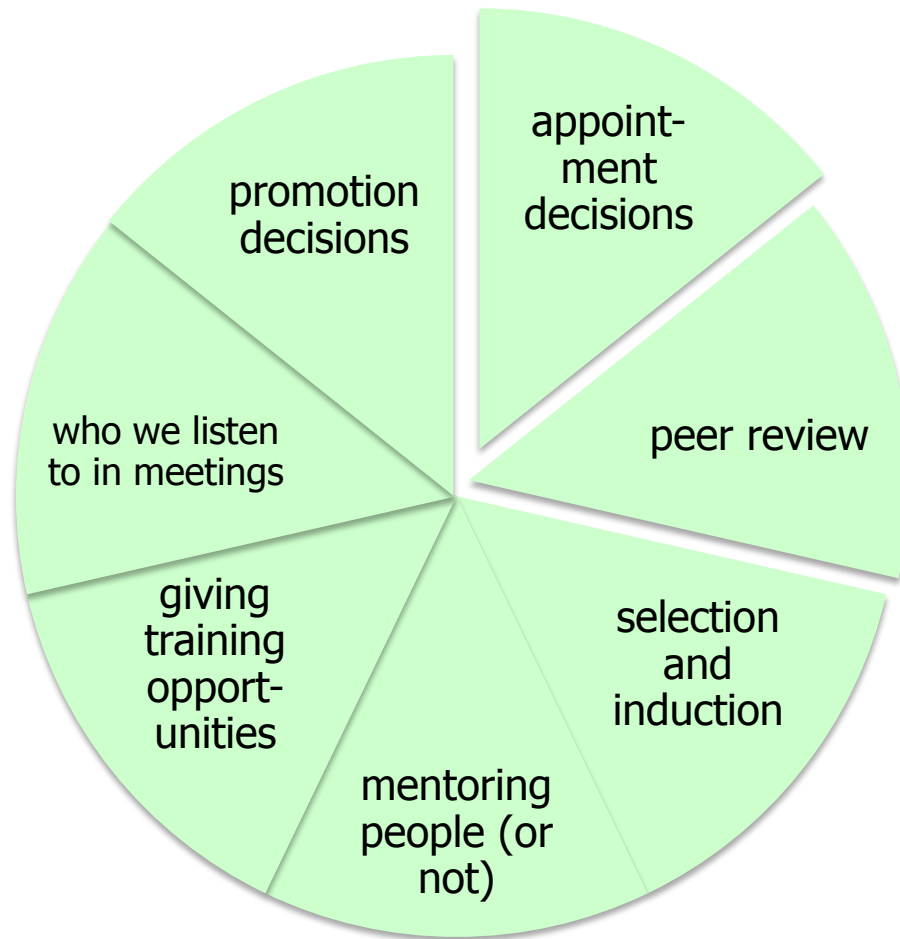 appoint-
ment
decisions
peer review
selection
and
induction
mentoring
people (or
not)
giving
training
opport-
unities
who we listen
to in meetings
promotion
decisions